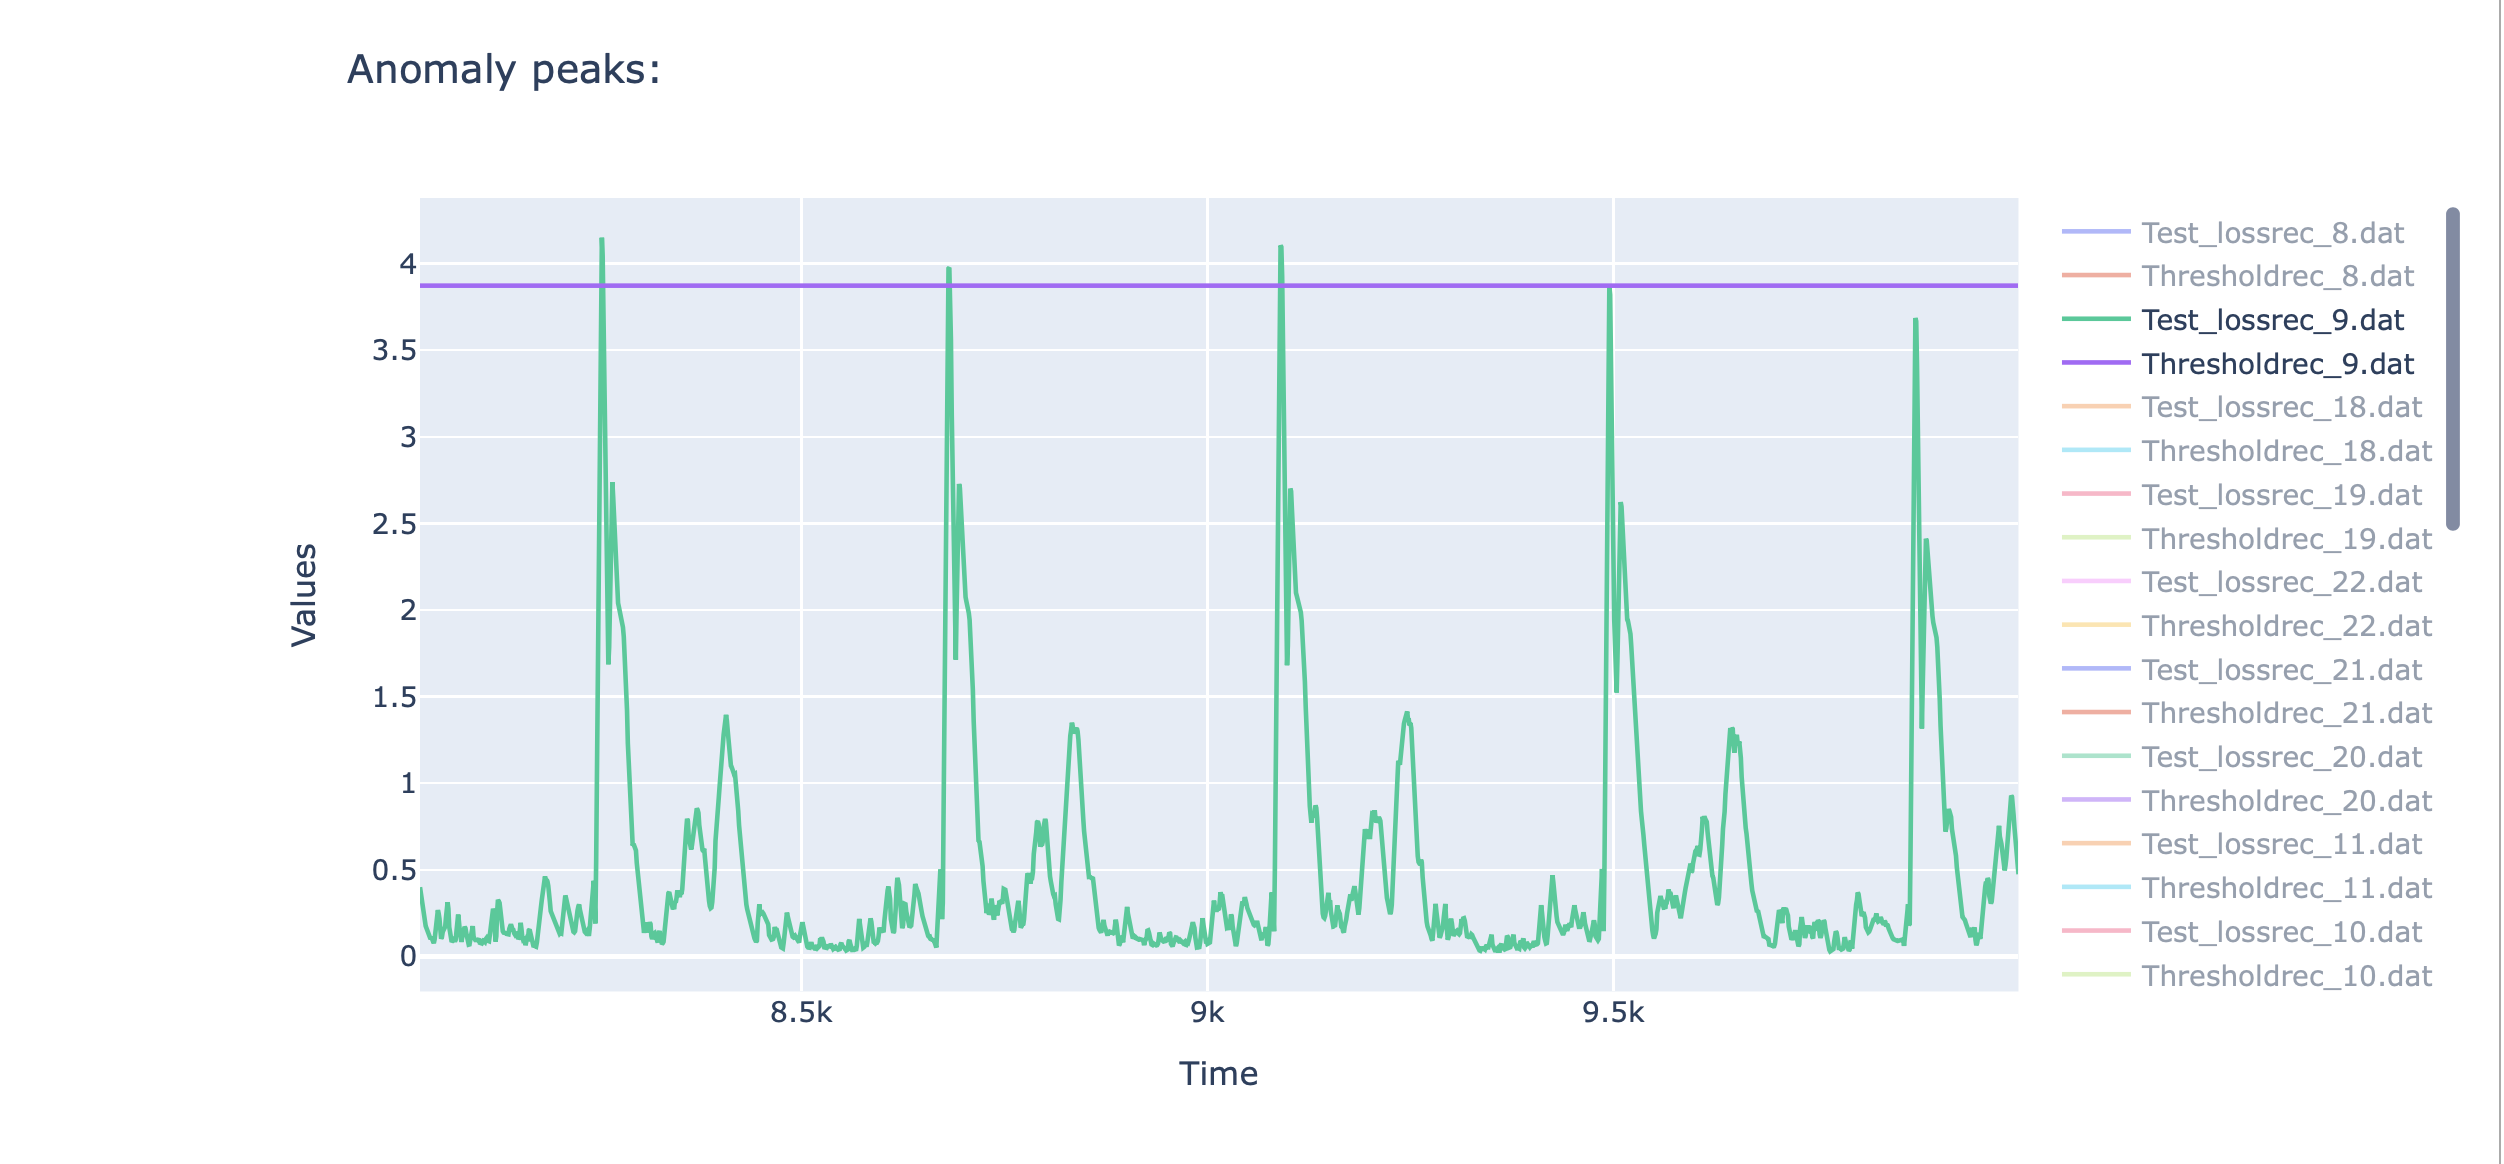 Anomaly peaks:
Values
4
3.5
3
2.5
2
1.5
1
0.5
0
8.5k
9k
9.5k
Time
Test_lossrec_8.dat
Thresholdrec_8.dat
Test_lossrec_9.dat
Thresholdrec_9.dat
Test_lossrec_18.dat
Thresholdrec_18.dat
Test_lossrec_19.dat
Thresholdrec_19.dat
Test_lossrec_22.dat
Thresholdrec_22.dat
Test_lossrec_21.dat
Thresholdrec_21.dat
Test_lossrec_20.dat
Thresholdrec_20.dat
Test_lossrec_11.dat
Thresholdrec_11.dat
Test_lossrec_10.dat
Thresholdrec_10.dat